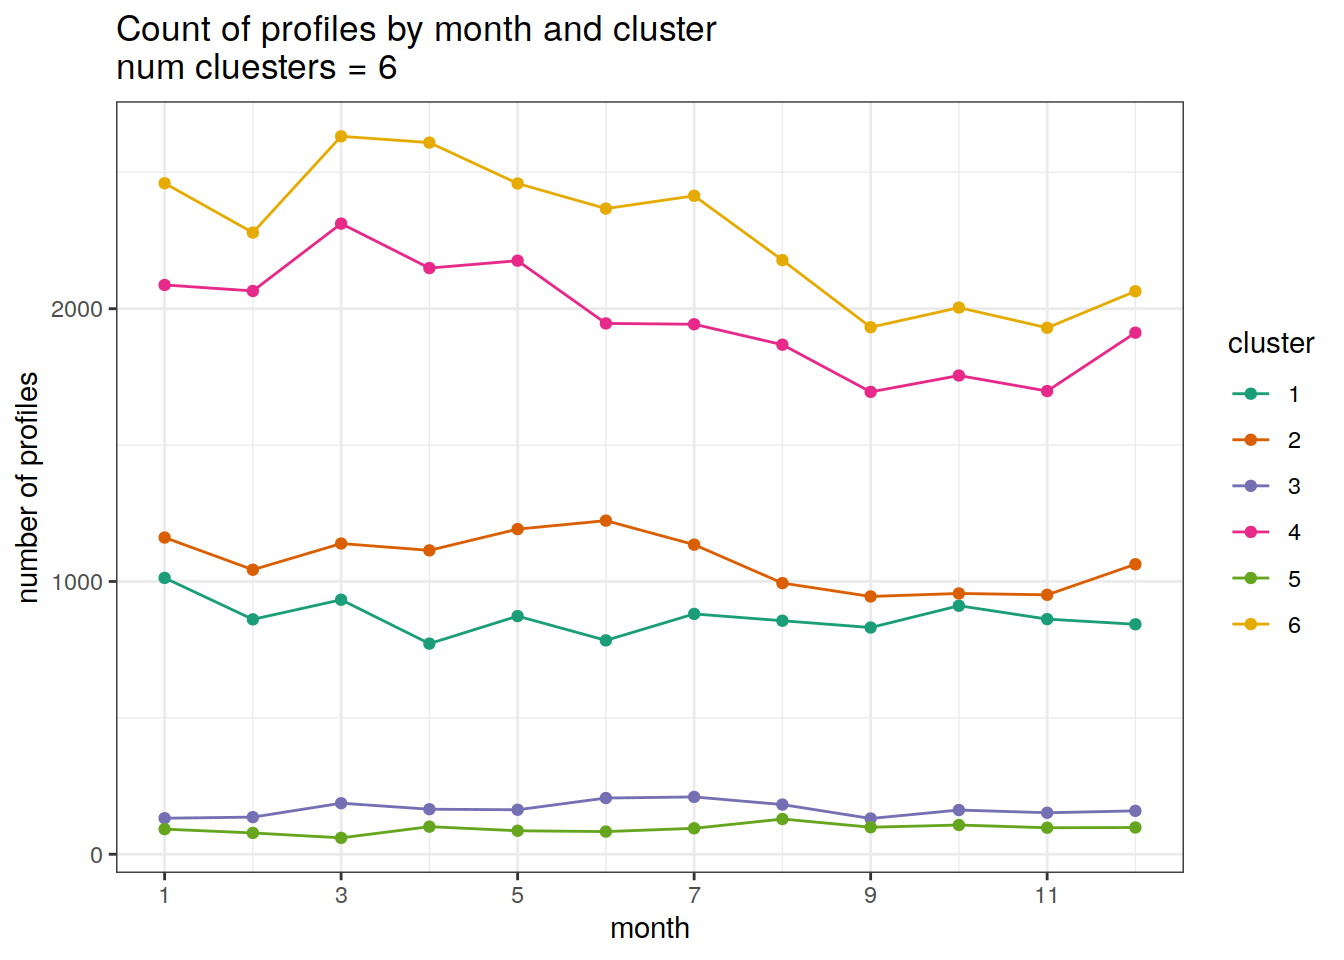 Count of profiles by month and cluster
num cluesters = 6
number of profiles
2000
1000
0
1 3 5 7 9 11
month
cluster
1
2
3
4
5
6